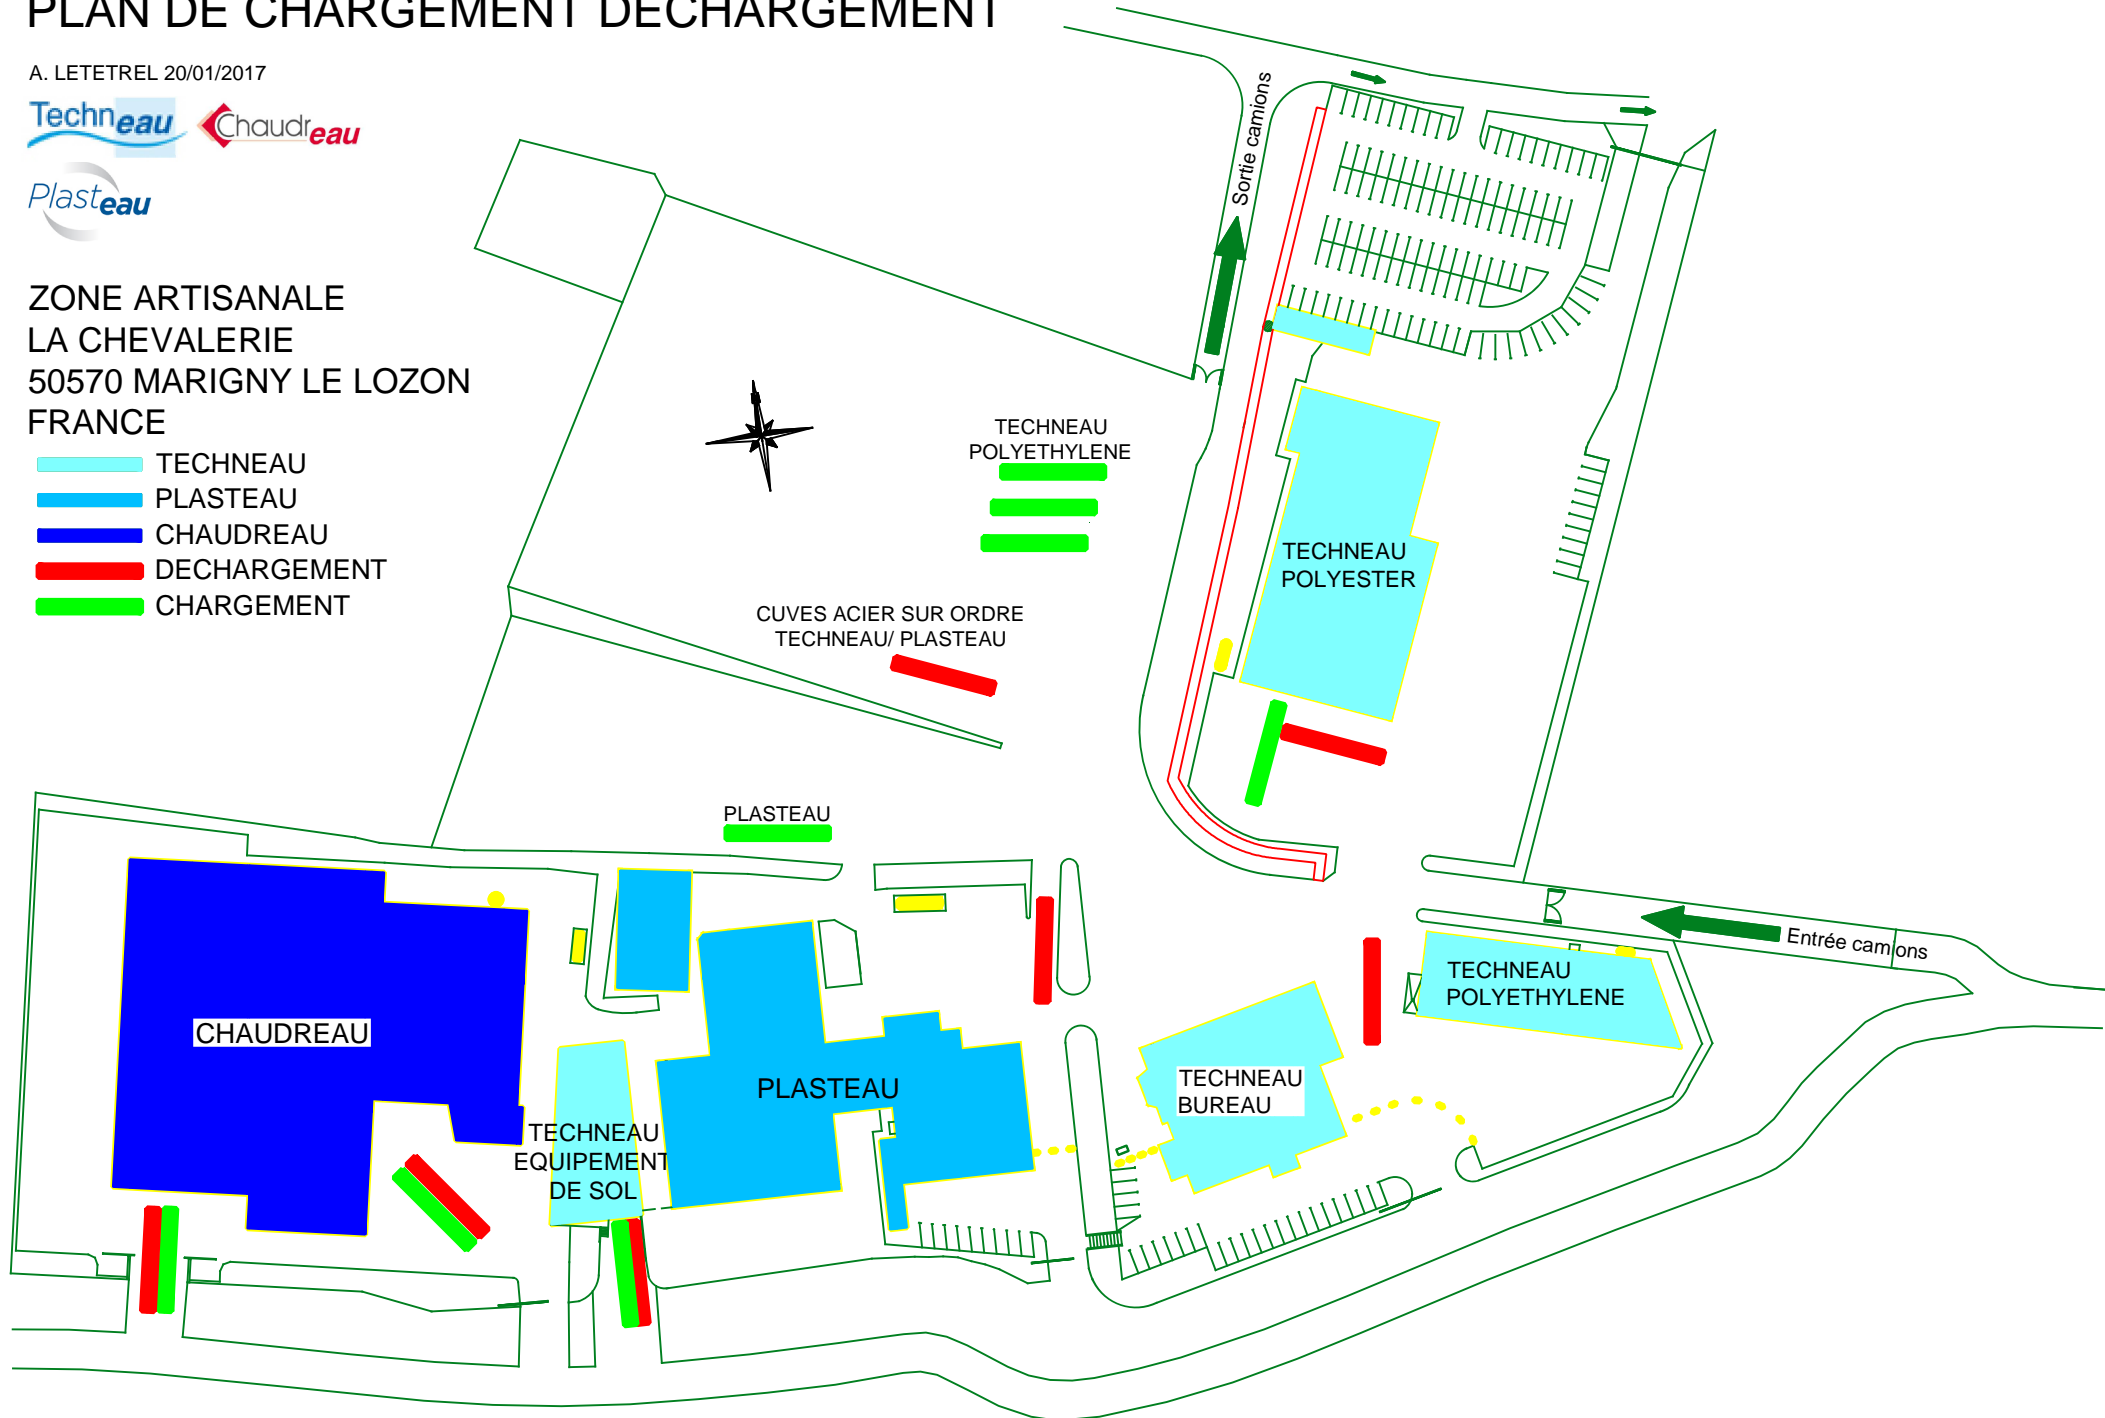 PLAN DE CHARGEMENT DECHARGEMENT
A. LETETREL 20/01/2017
Techneau
Chaudreau
Plasteau
ZONE ARTISANALE
LA CHEVALERIE
50570 MARIGNY LE LOZON
FRANCE
TECHNEAU
PLASTEAU
CHAUDREAU
DECHARGEMENT
CHARGEMENT
Sortie camions
TECHNEAU
POLYETHYLENE
TECHNEAU
POLYESTER
CUVES ACIER SUR ORDRE
TECHNEAU/ PLASTEAU
PLASTEAU
Entrée camions
TECHNEAU
POLYETHYLENE
CHAUDREAU
PLASTEAU
TECHNEAU
BUREAU
TECHNEAU
EQUIPEMENT
DE SOL